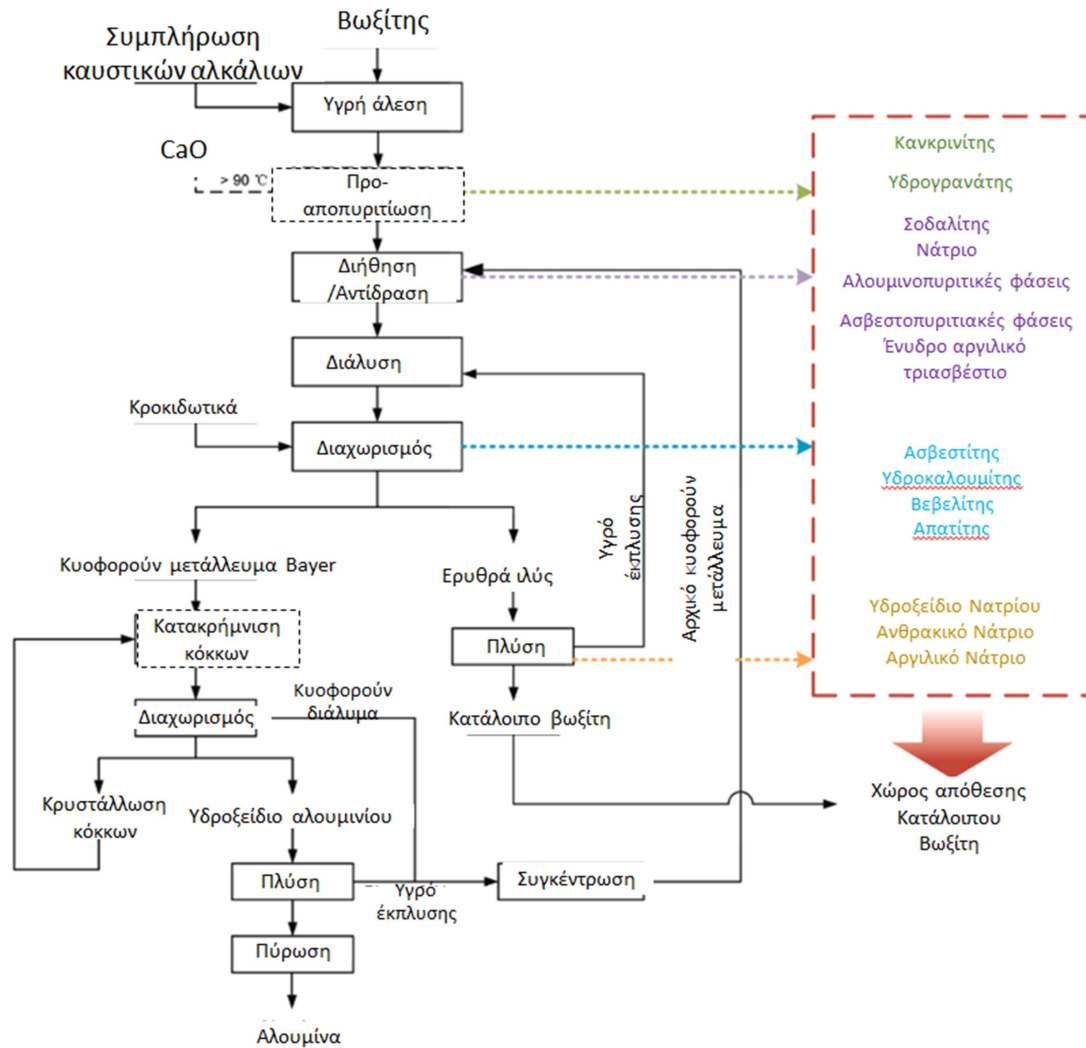 Βωξίτης
Συμπλήρωση
καυστικών αλκάλιων
Υγρή άλεση
CaO
> 90 ℃
Προ-
αποπυριτίωση
Διήθηση
/Αντίδραση
Διάλυση
Κροκιδωτικά
Διαχωρισμός
Κυοφορούν μετάλλευμα Bayer
Ερυθρά ιλύς
Υγρό
έκπλυσης
Αρχικό κυοφορούν
μετάλλευμα
Κατακρήμνιση
κόκκων
Πλύση
Κυοφορούν
διάλυμα
Διαχωρισμός
Κατάλοιπο βωξίτη
Κρυστάλλωση
κόκκων
Υδροξείδιο αλουμινίου
Πλύση
Υγρό
έκπλυσης
Συγκέντρωση
Πύρωση
Αλουμίνα
Κανκρινίτης
Υδρογρανάτης
Σοδαλίτης
Νάτριο
Αλουμινοπυριτικές φάσεις
Ασβεστοπυριτιακές φάσεις
Ένυδρο αργιλικό
τριασβέστιο
Ασβεστίτης
Υδροκαλουμίτης
Βεβελίτης
Απατίτης
Υδροξείδιο Νατρίου
Ανθρακικό Νάτριο
Αργιλικό Νάτριο
Χώρος απόθεσης
Κατάλοιπου
Βωξίτη